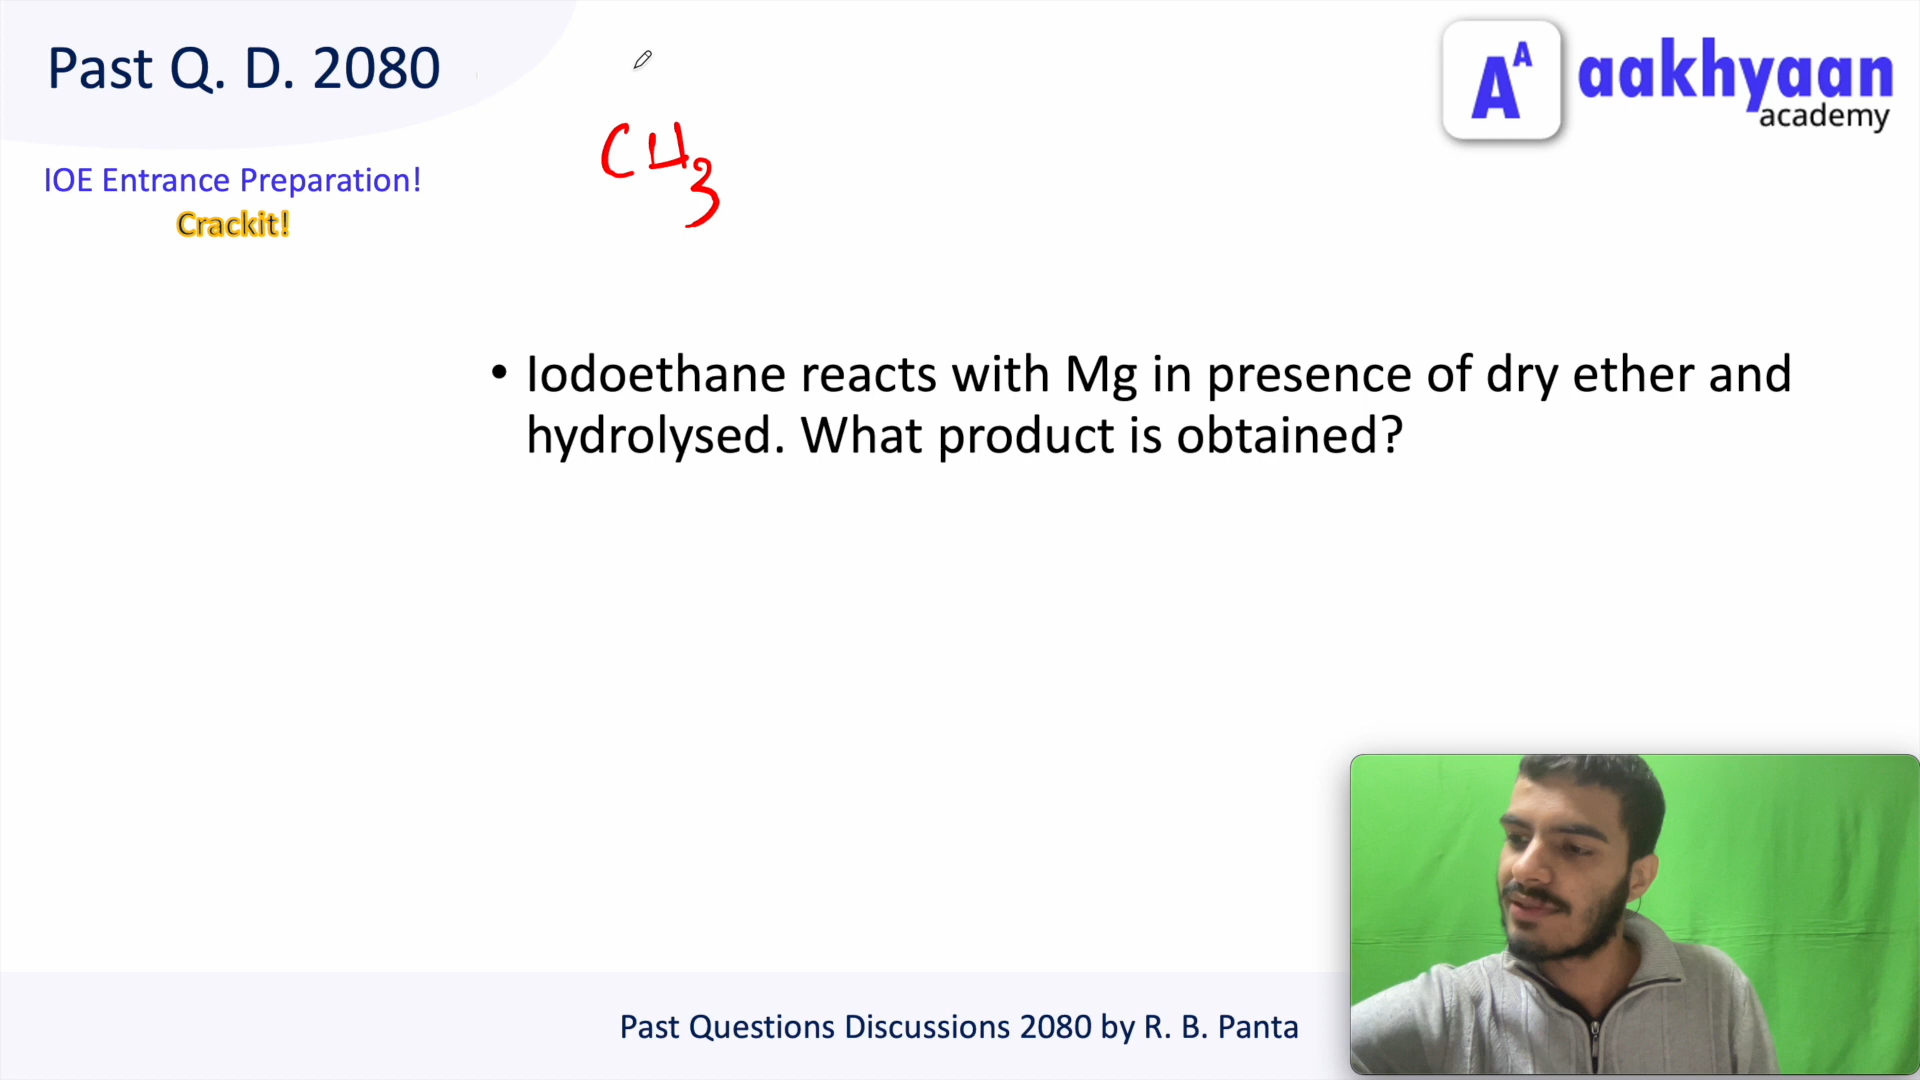 Past Q. D. 2080
IOE Entrance Preparation!
Crackit!
CH3
AA aakhyaan
academy
• Iodoethane reacts with Mg in presence of dry ether and
hydrolysed. What product is obtained?
Past Questions Discussions 2080 by R. B. Panta